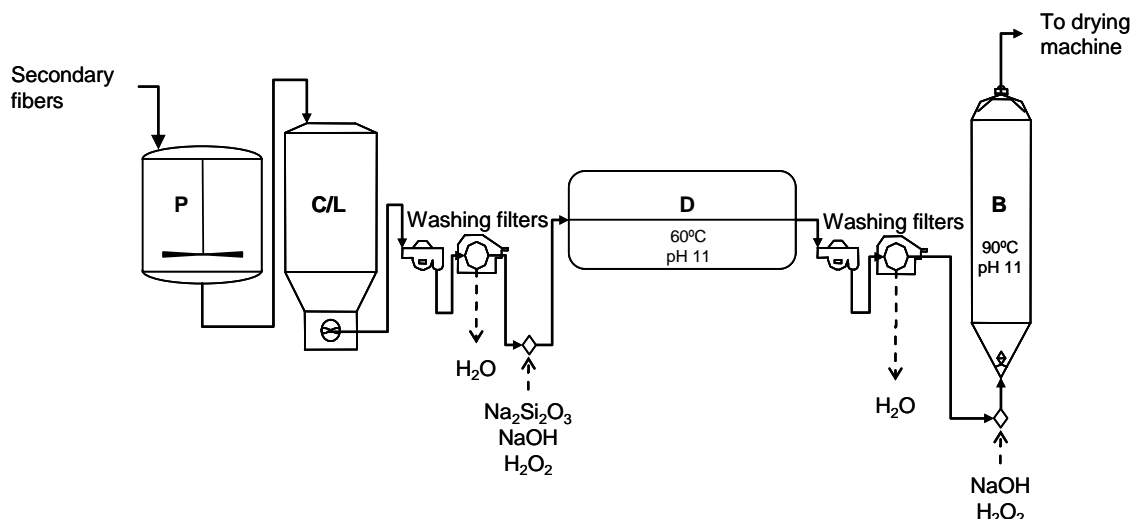 Secondary
fibers
P
C/L
Washing filters
H₂O
Na₂Si₂O₃
NaOH
H₂O₂
D
60ºC
pH 11
Washing filters
H₂O
B
90ºC
pH 11
To drying
machine
NaOH
H₂O₂